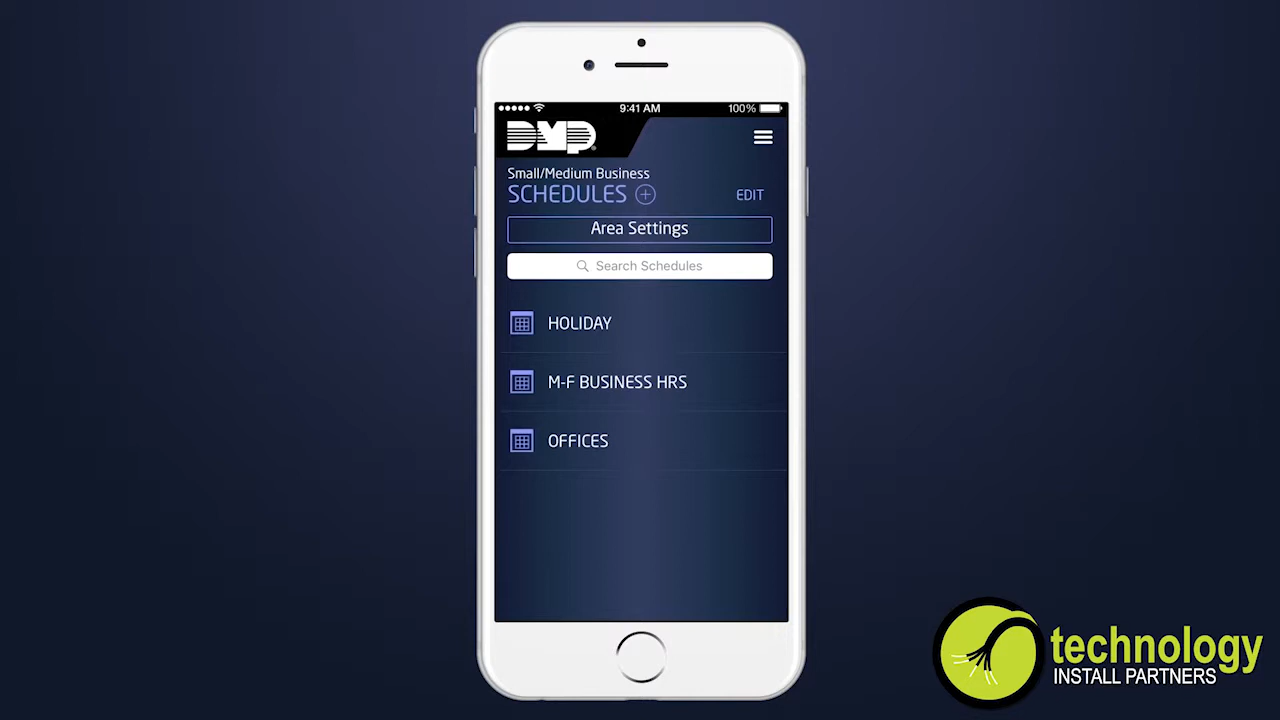 9:41 AM
100%
DMP
Small/Medium Business
SCHEDULES
EDIT
Area Settings
Search Schedules
HOLIDAY
M-F BUSINESS HRS
OFFICES
technology
INSTALL PARTNERS